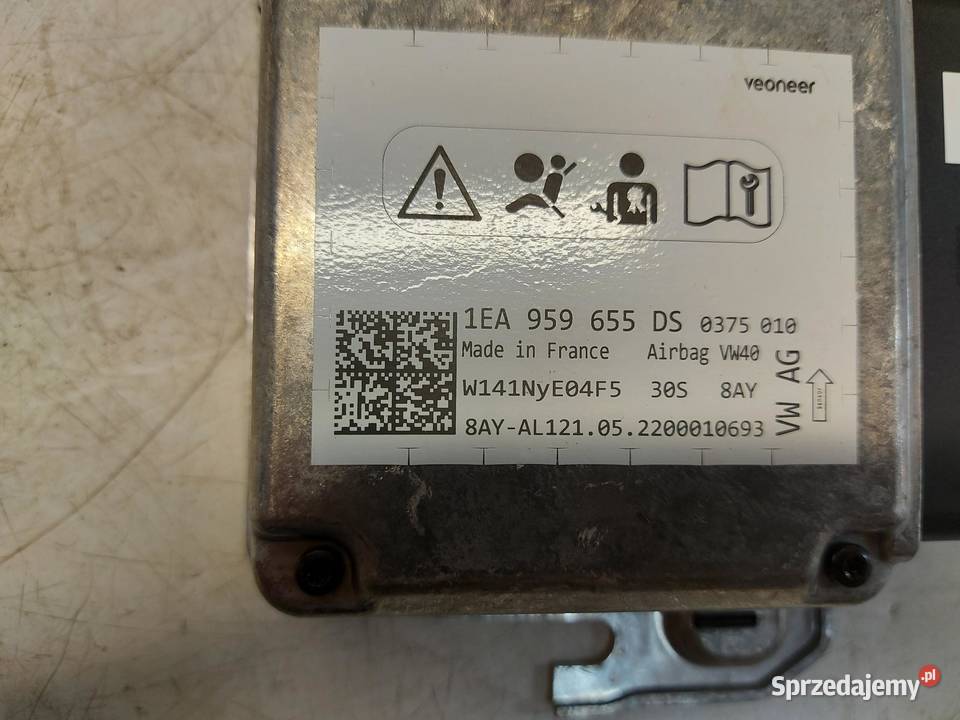 veoneer
1EA 959 655 DS 0375 010
Made in France Airbag VW40
W141NyE04F5 30S 8AY
8AY-AL121.05.2200010693
VW AG
Sprzedajemy.pl